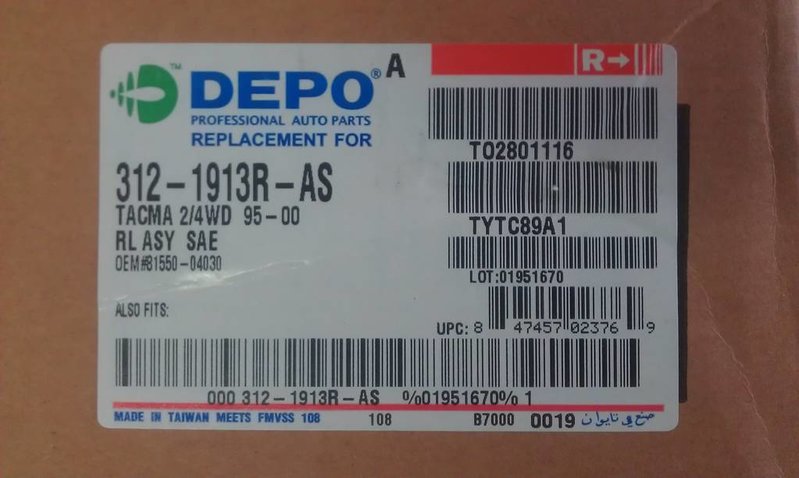 DEPO® A
PROFESSIONAL AUTO PARTS
REPLACEMENT FOR
R→
TO2801116
312-1913R-AS
TACMA 2/4WD 95-00
RL ASY SAE
OEM#81550-04030
TYTC89A1
LOT:01951670
ALSO FITS:
UPC: 8 47457 02376 9
000 312-1913R-AS %01951670% 1
MADE IN TAIWAN MEETS FMVSS 108 108 B7000 0019 صنع في تايوان